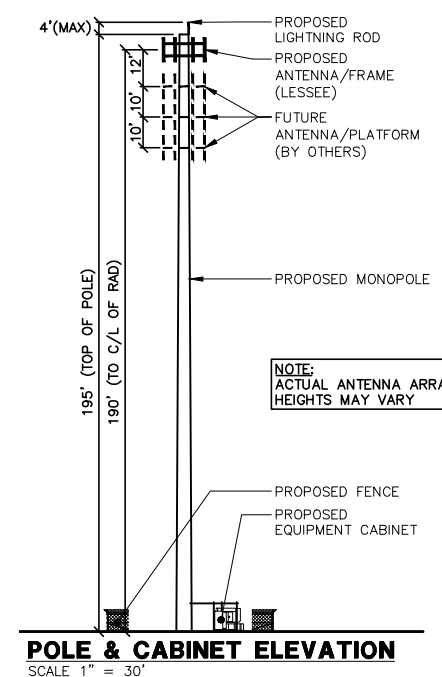 4'(MAX)
PROPOSED
LIGHTNING ROD
PROPOSED
ANTENNA/FRAME
(LESSEE)
12'
10'
10'
FUTURE
ANTENNA/PLATFORM
(BY OTHERS)
195' (TOP OF POLE)
190' (TO C/L OF RAD)
PROPOSED MONOPOLE
NOTE:
ACTUAL ANTENNA ARRA
HEIGHTS MAY VARY
PROPOSED FENCE
PROPOSED
EQUIPMENT CABINET
POLE & CABINET ELEVATION
SCALE 1" = 30'